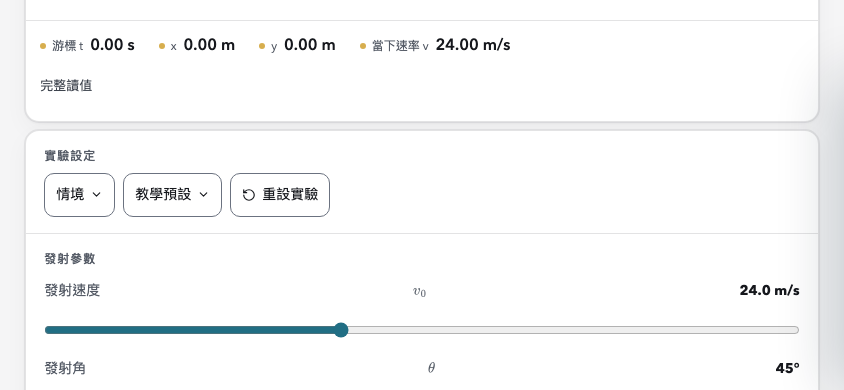 游標 t 0.00 s x 0.00 m y 0.00 m 當下速率 v 24.00 m/s
完整讀值
實驗設定
情境 教學預設 重設實驗
發射參數
發射速度 v₀ 24.0 m/s
發射角 θ 45°